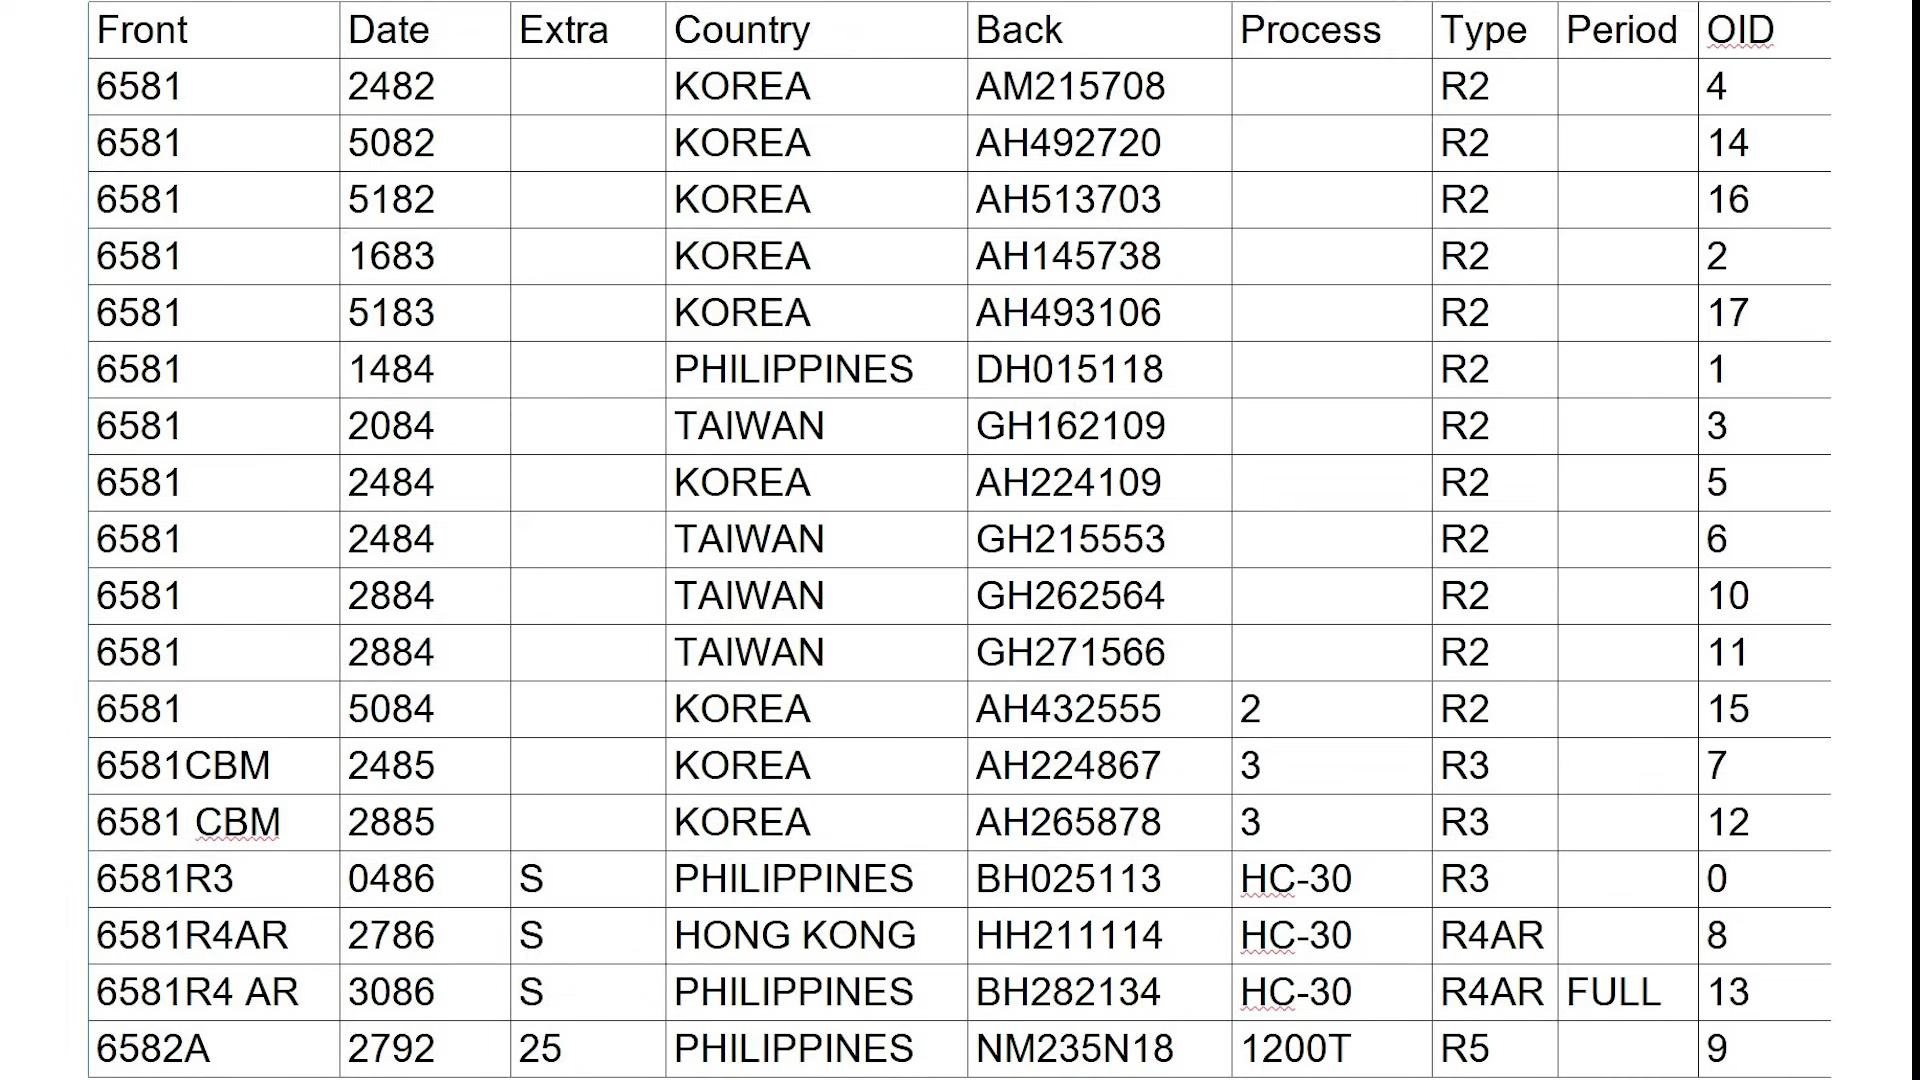 Front Date Extra Country Back Process Type Period OID
6581 2482 KOREA AM215708 R2 4
6581 5082 KOREA AH492720 R2 14
6581 5182 KOREA AH513703 R2 16
6581 1683 KOREA AH145738 R2 2
6581 5183 KOREA AH493106 R2 17
6581 1484 PHILIPPINES DH015118 R2 1
6581 2084 TAIWAN GH162109 R2 3
6581 2484 KOREA AH224109 R2 5
6581 2484 TAIWAN GH215553 R2 6
6581 2884 TAIWAN GH262564 R2 10
6581 2884 TAIWAN GH271566 R2 11
6581 5084 KOREA AH432555 2 R2 15
6581CBM 2485 KOREA AH224867 3 R3 7
6581 CBM 2885 KOREA AH265878 3 R3 12
6581R3 0486 S PHILIPPINES BH025113 HC-30 R3 0
6581R4AR 2786 S HONG KONG HH211114 HC-30 R4AR 8
6581R4 AR 3086 S PHILIPPINES BH282134 HC-30 R4AR FULL 13
6582A 2792 25 PHILIPPINES NM235N18 1200T R5 9